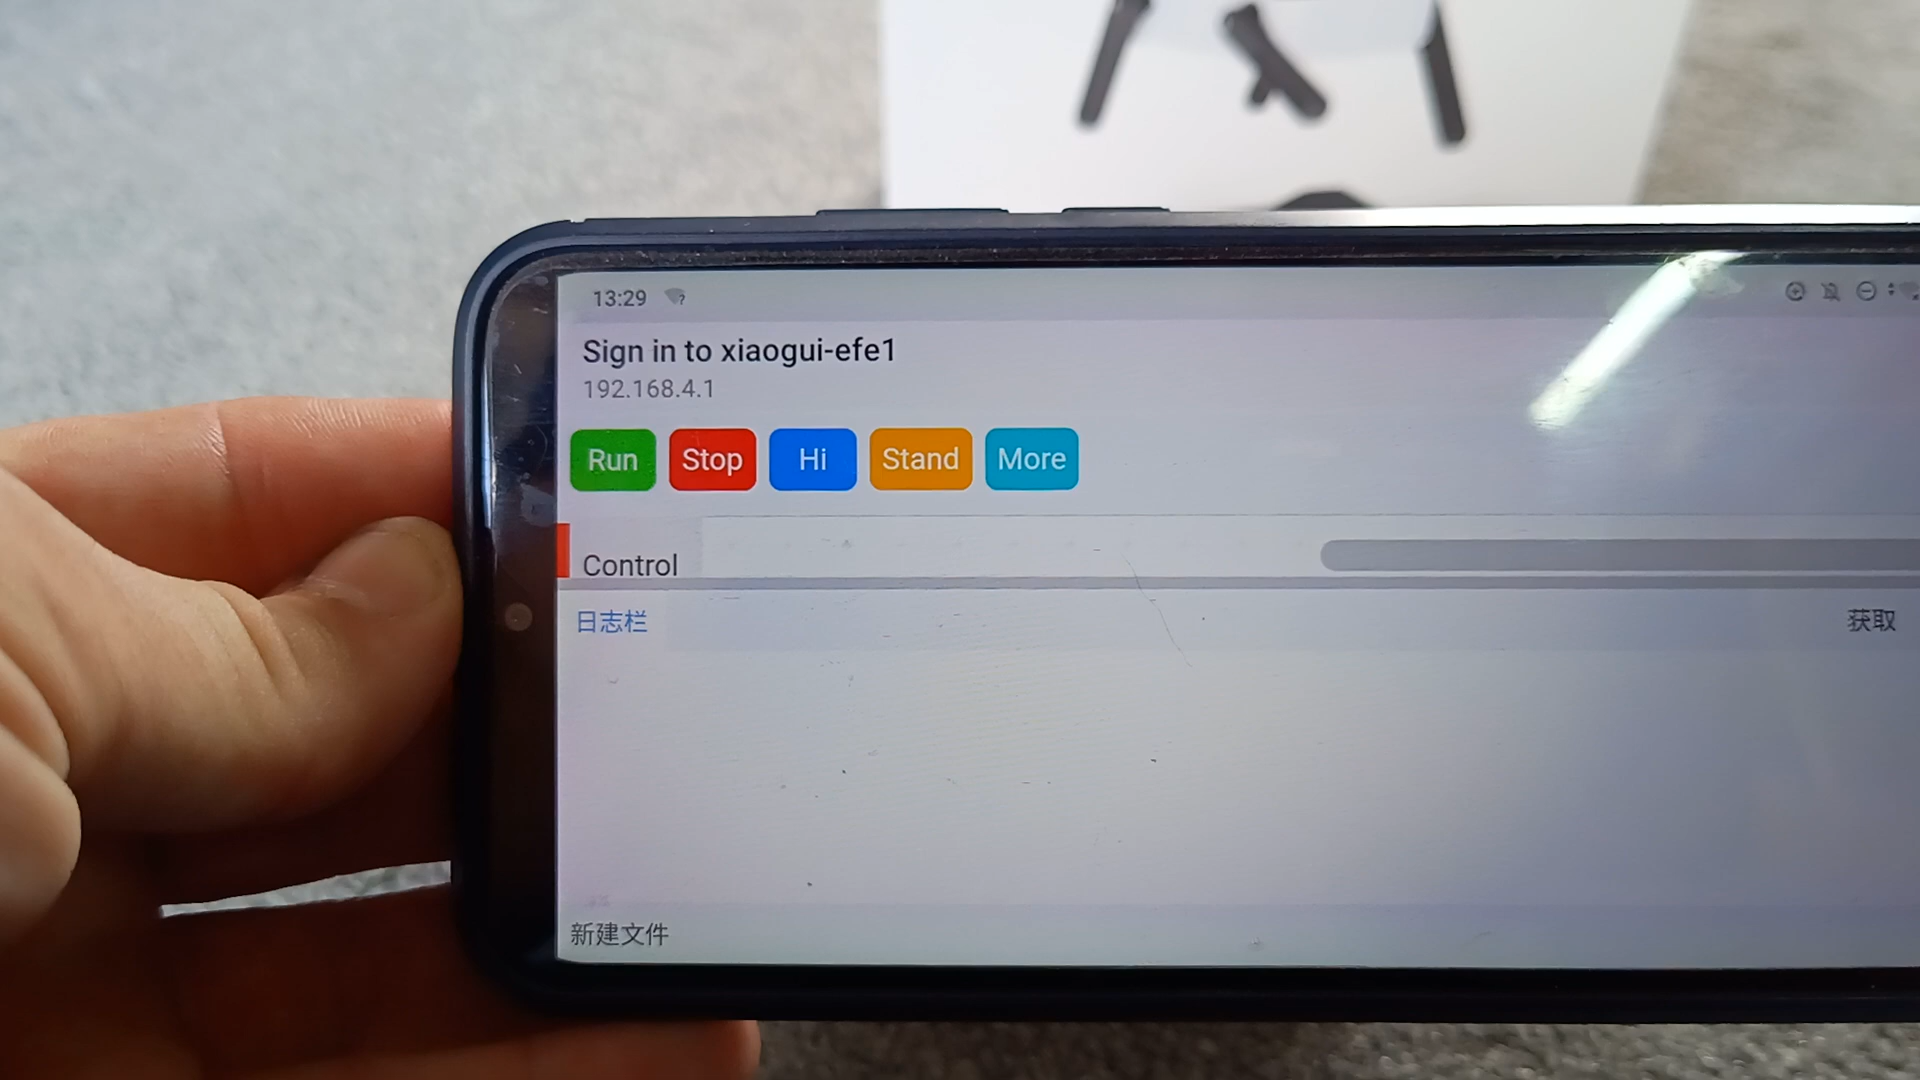 13:29
Sign in to xiaogui-efe1
192.168.4.1
Run Stop Hi Stand More
Control
日志栏 获取
新建文件